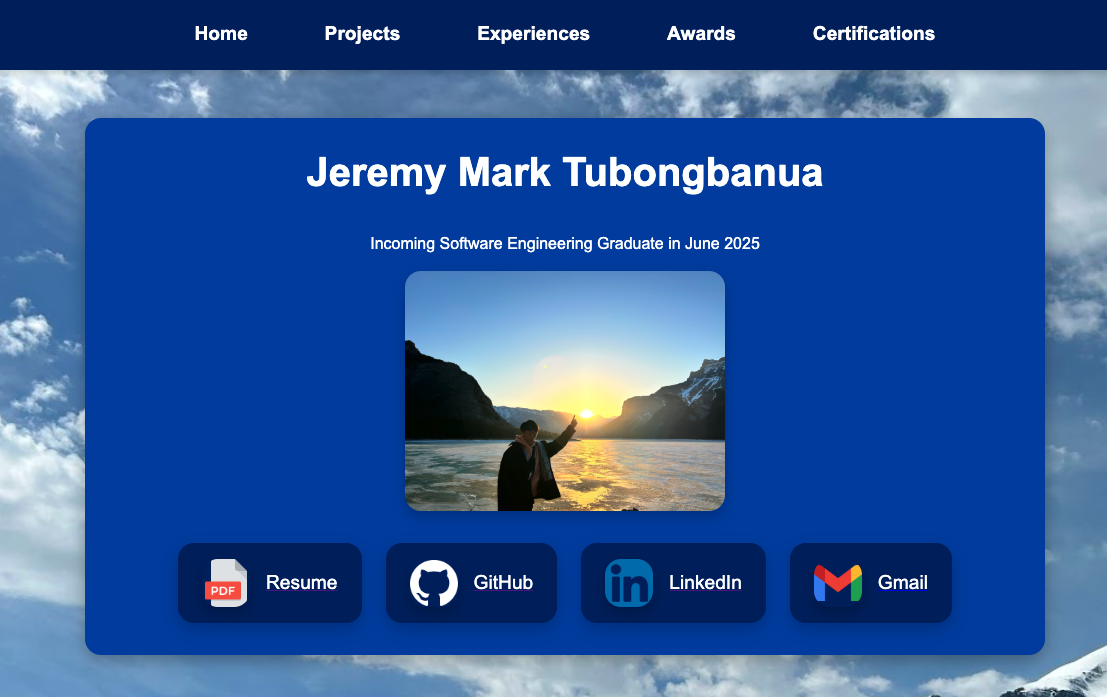 Home Projects Experiences Awards Certifications
Jeremy Mark Tubongbanua
Incoming Software Engineering Graduate in June 2025
PDF Resume GitHub in LinkedIn Gmail